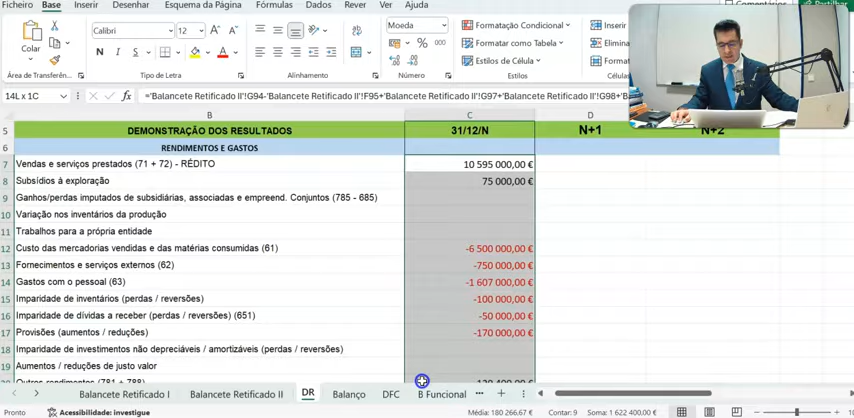 Ficheiro Base Inserir Desenhar Esquema da Página Fórmulas Dados Rever Ver Ajuda Comentários Partilhar
Colar Calibri 12 A A Moeda Formatação Condicional Inserir
N I S % 000 Formatar como Tabela Elimina
Estilos de Célula Forma
Área de Transferên... Tipo de Letra Alinhamento Número Estilos
14L x 1C fx ='Balancete Retificado II'!G94-'Balancete Retificado II'!F95+'Balancete Retificado II'!G97+'Balancete Retificado II'!G98+'B
B C D
5 DEMONSTRAÇÃO DOS RESULTADOS 31/12/N N+1 N+2
6 RENDIMENTOS E GASTOS
7 Vendas e serviços prestados (71 + 72) - RÉDITO 10 595 000,00 €
8 Subsídios à exploração 75 000,00 €
9 Ganhos/perdas imputados de subsidiárias, associadas e empreend. Conjuntos (785 - 685)
10 Variação nos inventários da produção
11 Trabalhos para a própria entidade
12 Custo das mercadorias vendidas e das matérias consumidas (61) -6 500 000,00 €
13 Fornecimentos e serviços externos (62) -750 000,00 €
14 Gastos com o pessoal (63) -1 607 000,00 €
15 Imparidade de inventários (perdas / reversões) -100 000,00 €
16 Imparidade de dívidas a receber (perdas / reversões) (651) -50 000,00 €
17 Provisões (aumentos / reduções) -170 000,00 €
18 Imparidade de investimentos não depreciáveis / amortizáveis (perdas / reversões)
19 Aumentos / reduções de justo valor
Outros rendimentos (781 + 788)
Balancete Retificado I Balancete Retificado II DR Balanço DFC B Funcional ...
Pronto Acessibilidade: investigue Média: 180 266,67 € Contar: 9 Soma: 1 622 400,00 €